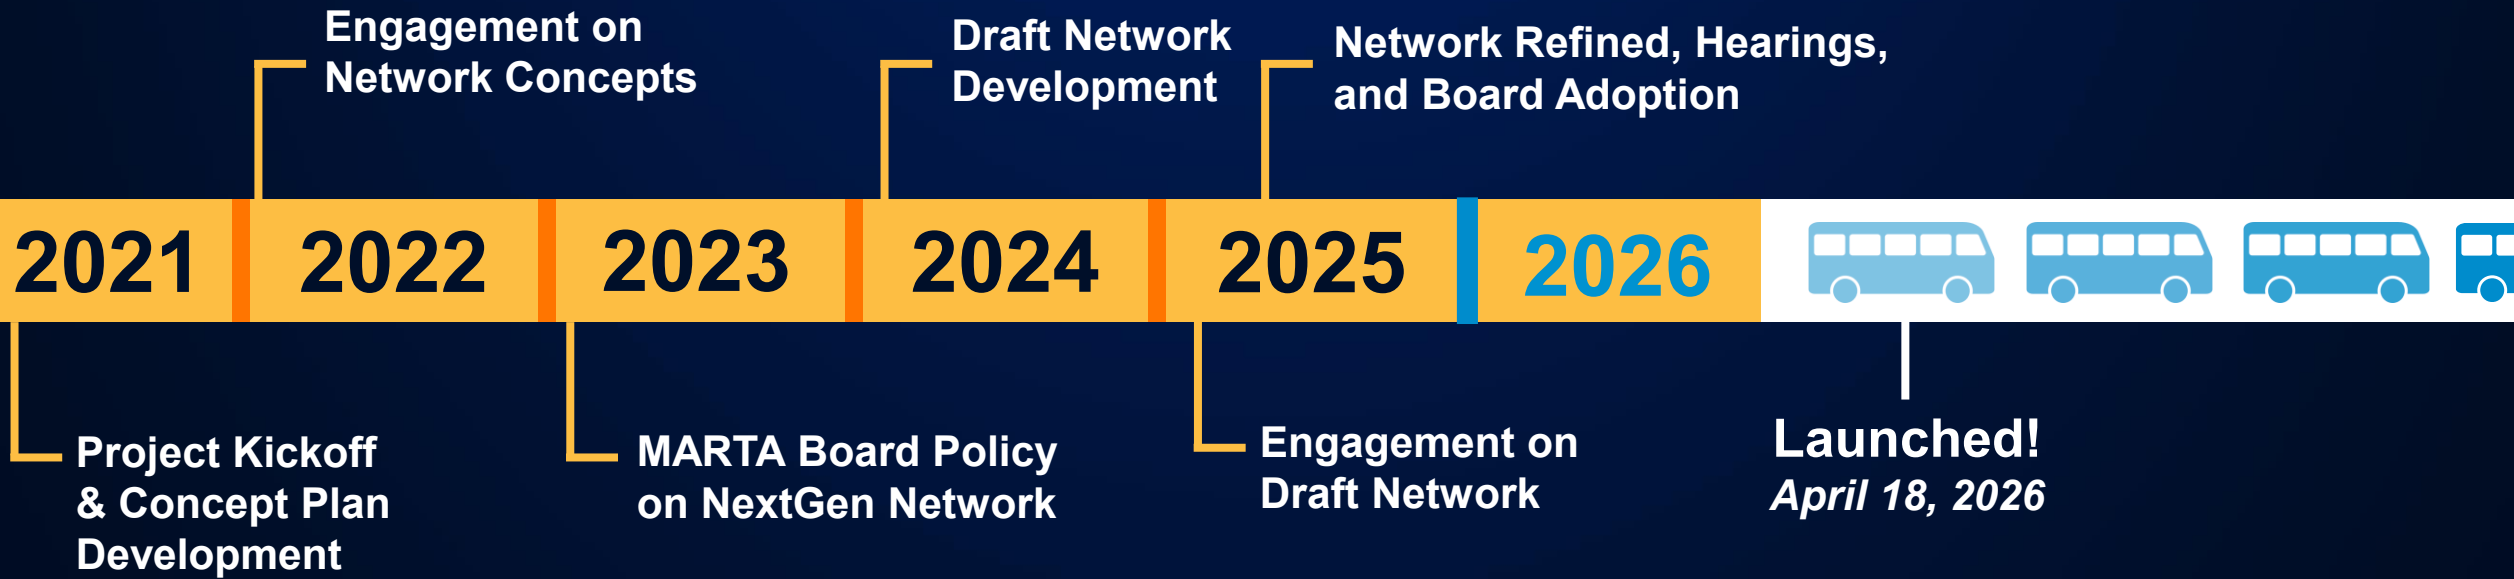 Engagement on
Network Concepts
Draft Network
Development
Network Refined, Hearings,
and Board Adoption
2021
2022
2023
2024
2025
2026
Project Kickoff
& Concept Plan
Development
MARTA Board Policy
on NextGen Network
Engagement on
Draft Network
Launched!
April 18, 2026